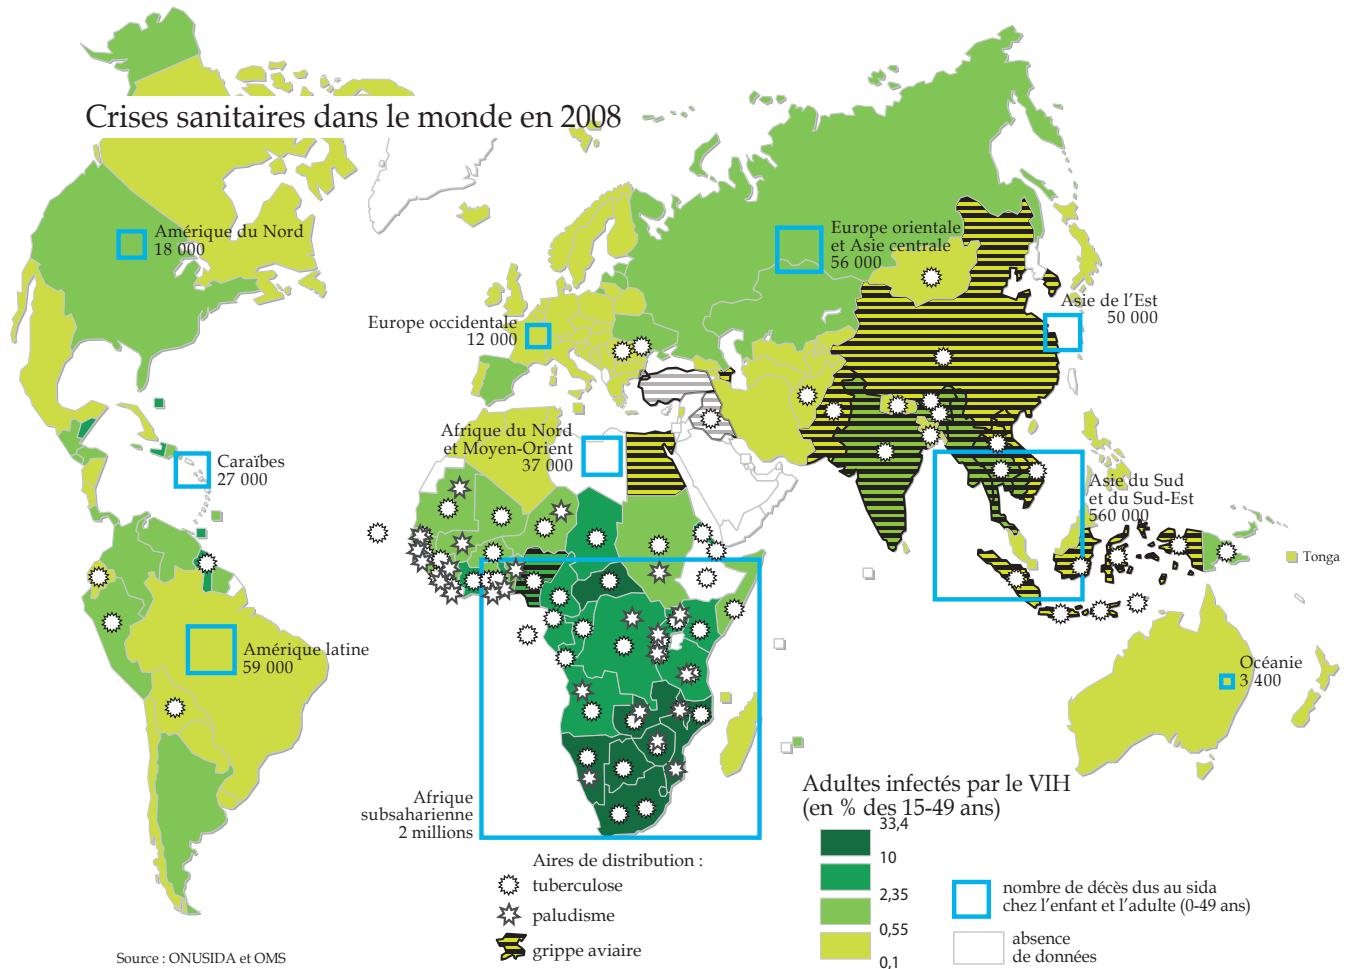 Crises sanitaires dans le monde en 2008
Amérique du Nord
18 000
Europe orientale
et Asie centrale
56 000
Asie de l'Est
50 000
Europe occidentale
12 000
Afrique du Nord
et Moyen-Orient
37 000
Caraïbes
27 000
Asie du Sud
et du Sud-Est
560 000
Tonga
Amérique latine
59 000
Océanie
3 400
Afrique
subsaharienne
2 millions
Adultes infectés par le VIH
(en % des 15-49 ans)
33,4
10
2,35
0,55
0,1
Aires de distribution :
tuberculose
paludisme
grippe aviaire
nombre de décès dus au sida
chez l'enfant et l'adulte (0-49 ans)
absence
de données
Source : ONUSIDA et OMS